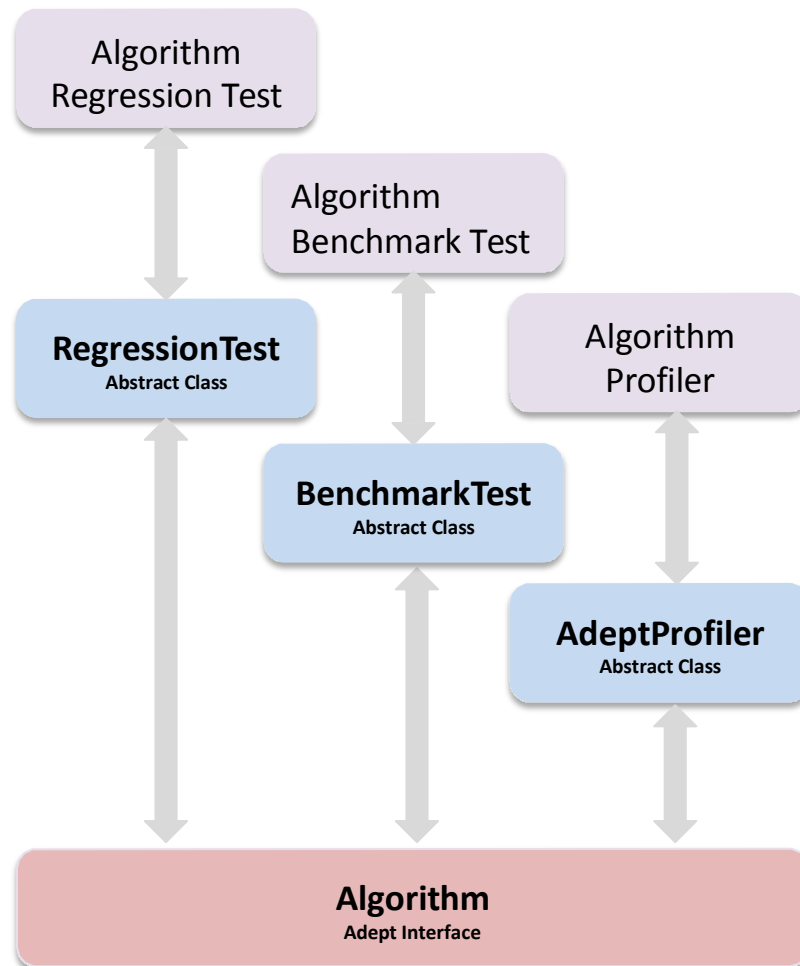 Algorithm
Regression Test
Algorithm
Benchmark Test
RegressionTest
Abstract Class
Algorithm
Profiler
BenchmarkTest
Abstract Class
AdeptProfiler
Abstract Class
Algorithm
Adept Interface